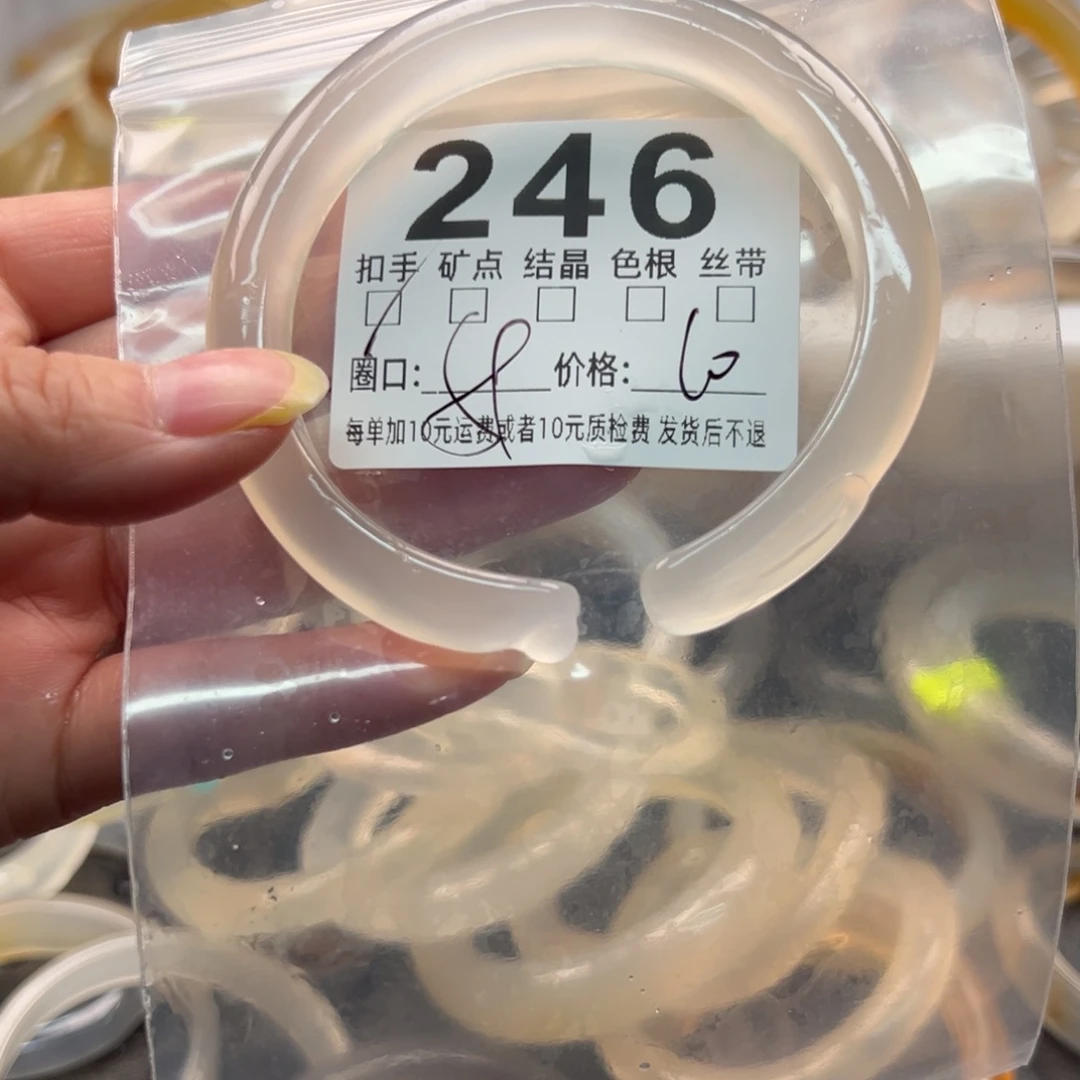 246
扣手 矿点 结晶 色根 丝带
圈口: 价格:
每单加10元运费或者10元质检费 发货后不退